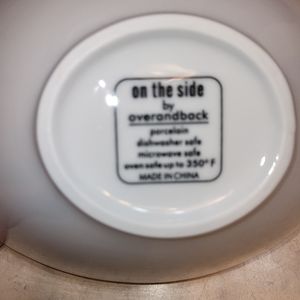 on the side
by
overandback
porcelain
dishwasher safe
microwave safe
oven safe up to 350° F
MADE IN CHINA